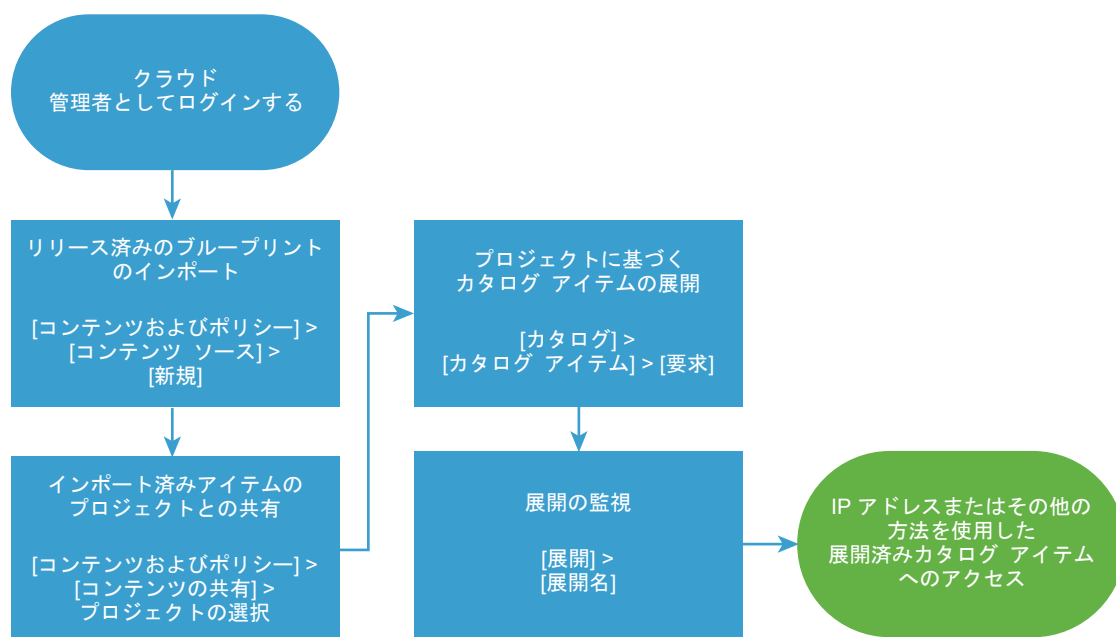 クラウド
管理者としてログインする
リリース済みのブループリント
のインポート
[コンテンツおよびポリシー] >
[コンテンツ ソース] >
[新規]
インポート済みアイテムの
プロジェクトとの共有
[コンテンツおよびポリシー] >
[コンテンツの共有] >
プロジェクトの選択
プロジェクトに基づく
カタログ アイテムの展開
[カタログ] >
[カタログ アイテム] > [要求]
展開の監視
[展開] >
[展開名]
IP アドレスまたはその他の
方法を使用した
展開済みカタログ アイテム
へのアクセス